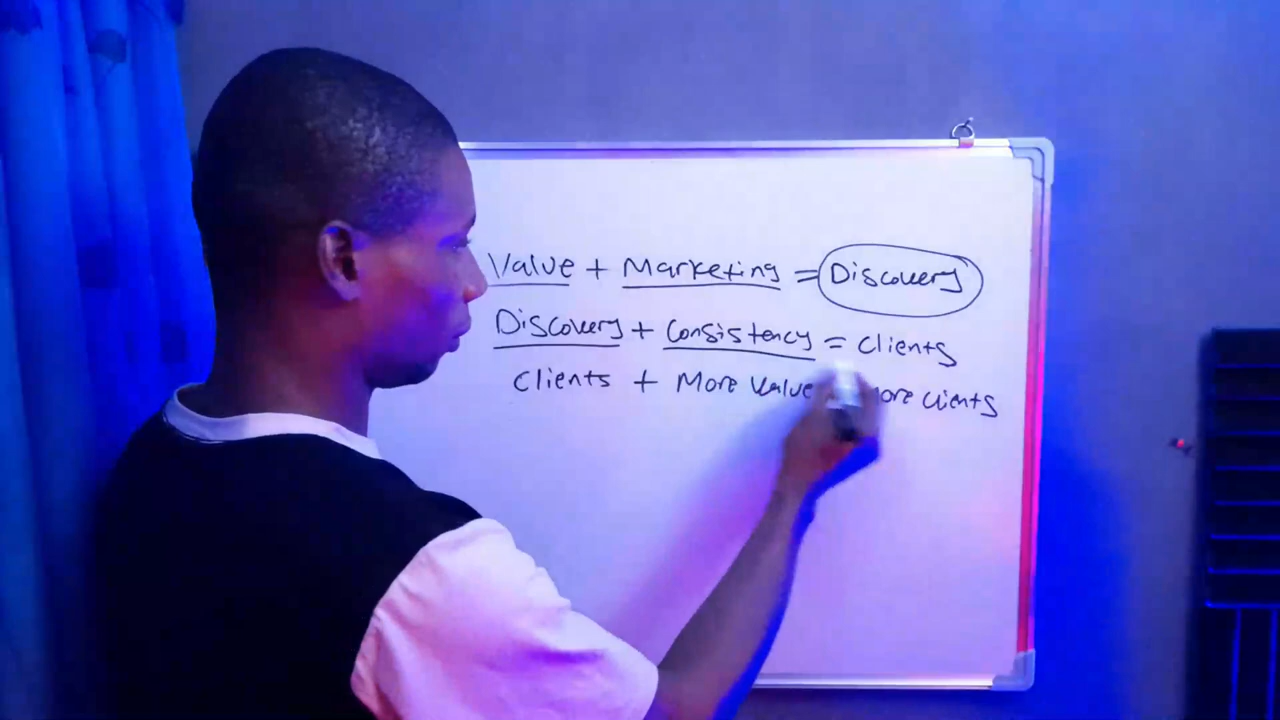 Value + Marketing = Discovery
Discovery + Consistency = Clients
Clients + More Value more clients